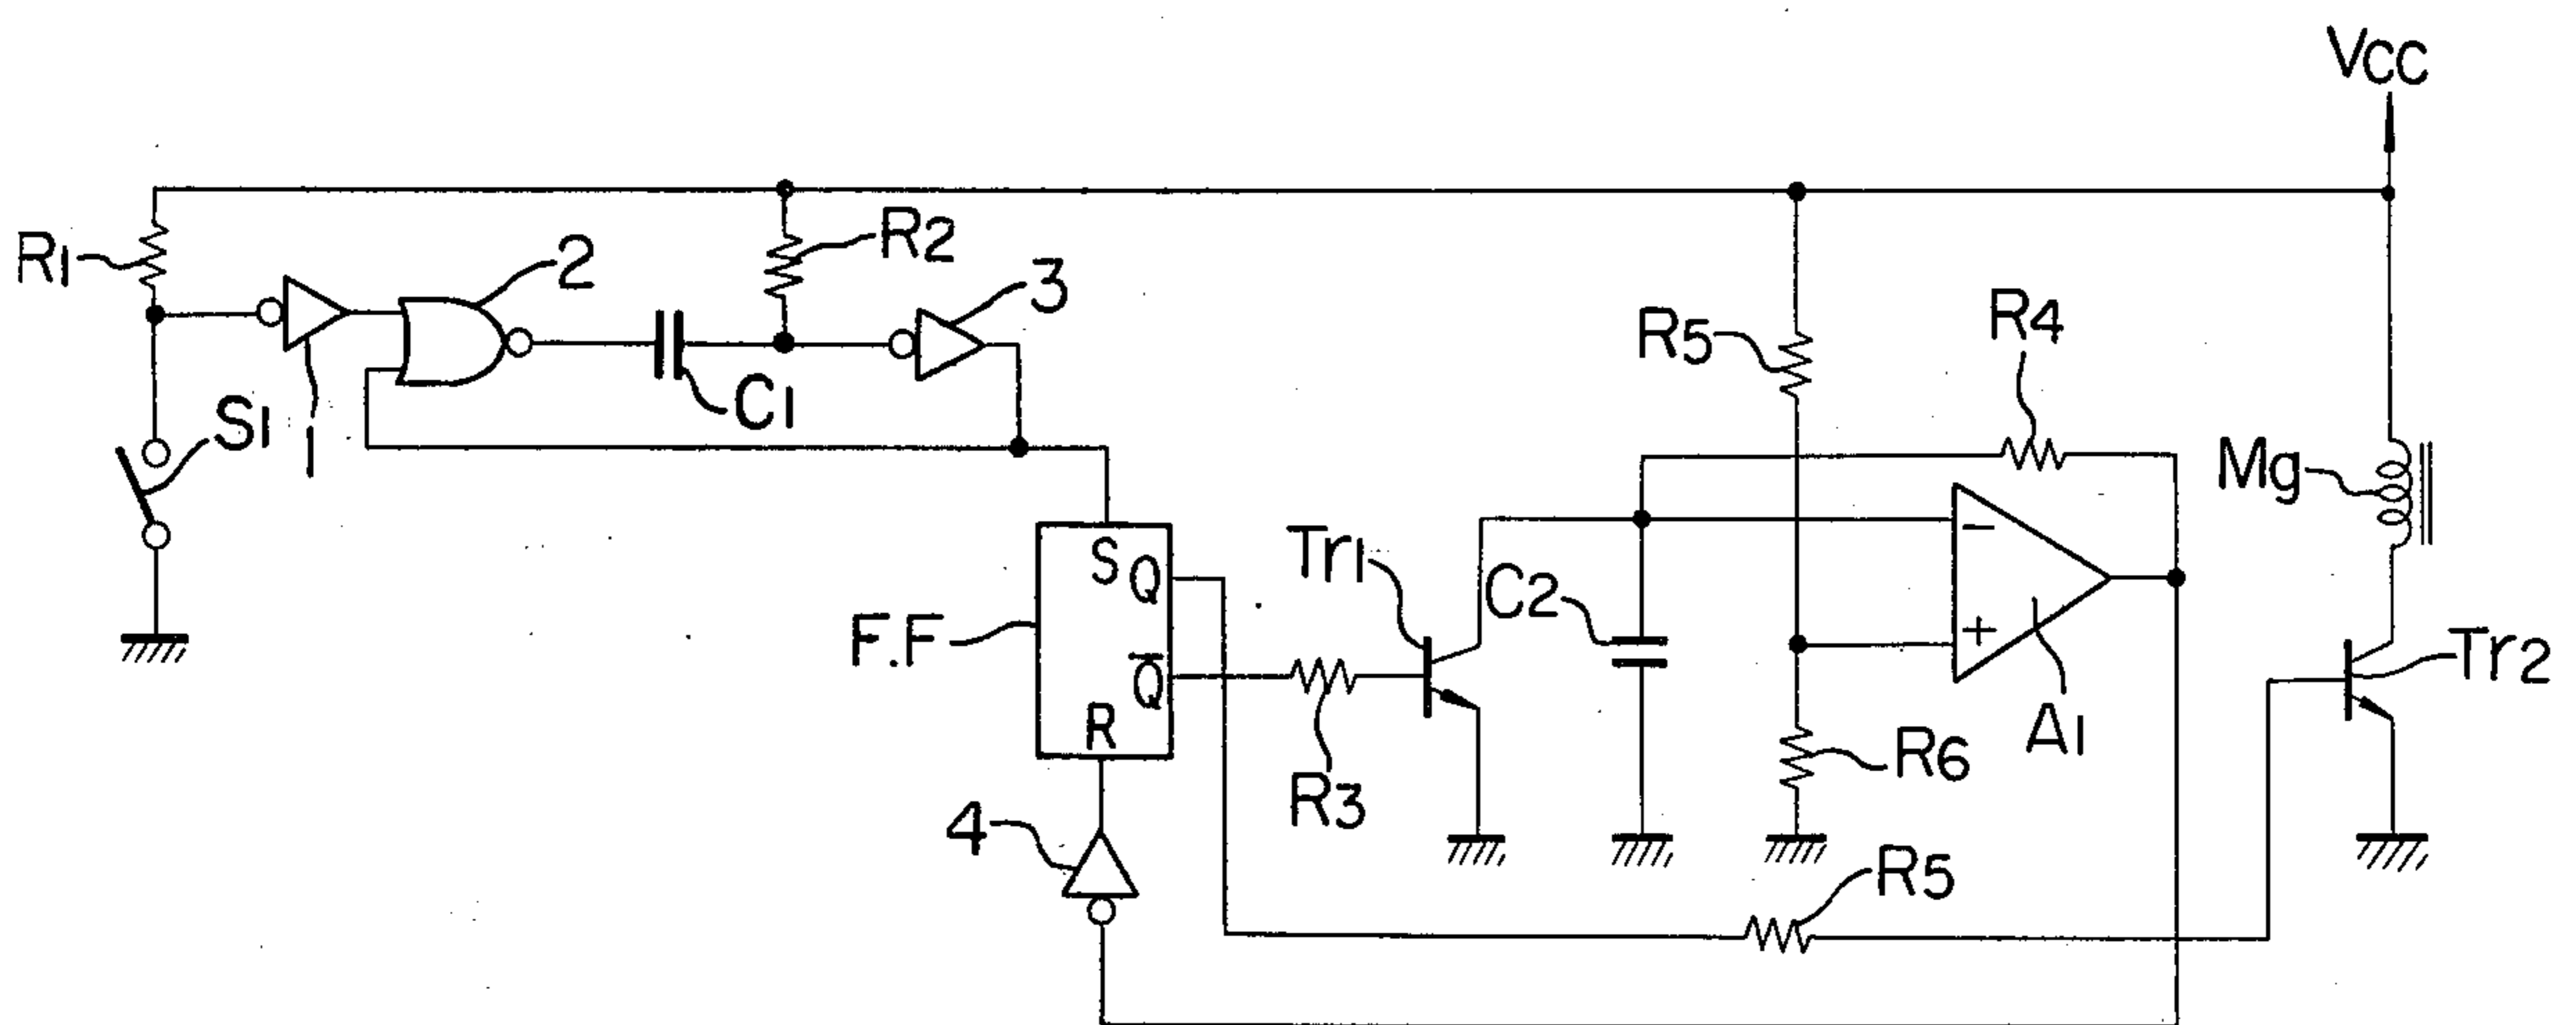 Vcc
R1
2
R2
3
R5
R4
S1
1
C1
Mg
F.F
S
Q
Q̅
R
Tr1
C2
−
+
A1
Tr2
R3
R6
4
R5